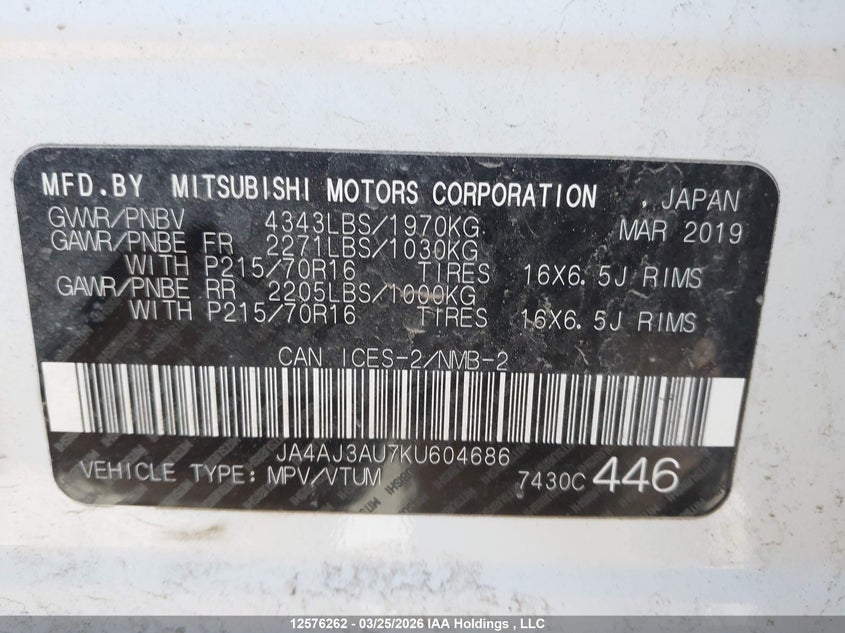 MFD.BY MITSUBISHI MOTORS CORPORATION , JAPAN
GVWR/PNBV 4343LBS/1970KG MAR 2019
GAWR/PNBE FR 2271LBS/1030KG
WITH P215/70R16 TIRES 16X6.5J RIMS
GAWR/PNBE RR 2205LBS/1000KG
WITH P215/70R16 TIRES 16X6.5J RIMS
CAN ICES-2/NMB-2
JA4AJ3AU7KU604686
VEHICLE TYPE: MPV/VTUM 7430C 446
12576262 - 03/25/2026 IAA Holdings , LLC